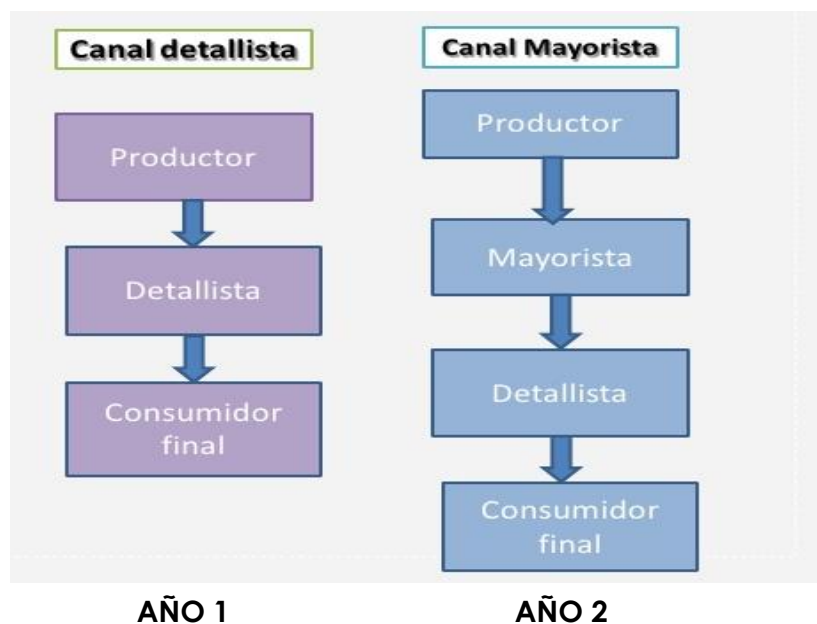 Canal detallista
Productor
Detallista
Consumidor
final
AÑO 1
Canal Mayorista
Productor
Mayorista
Detallista
Consumidor
final
AÑO 2